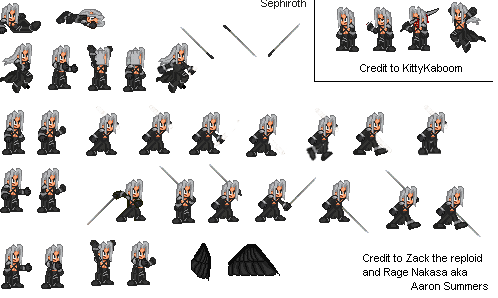 Sephiroth
Credit to KittyKaboom
Credit to Zack the reploid
and Rage Nakasa aka
Aaron Summers